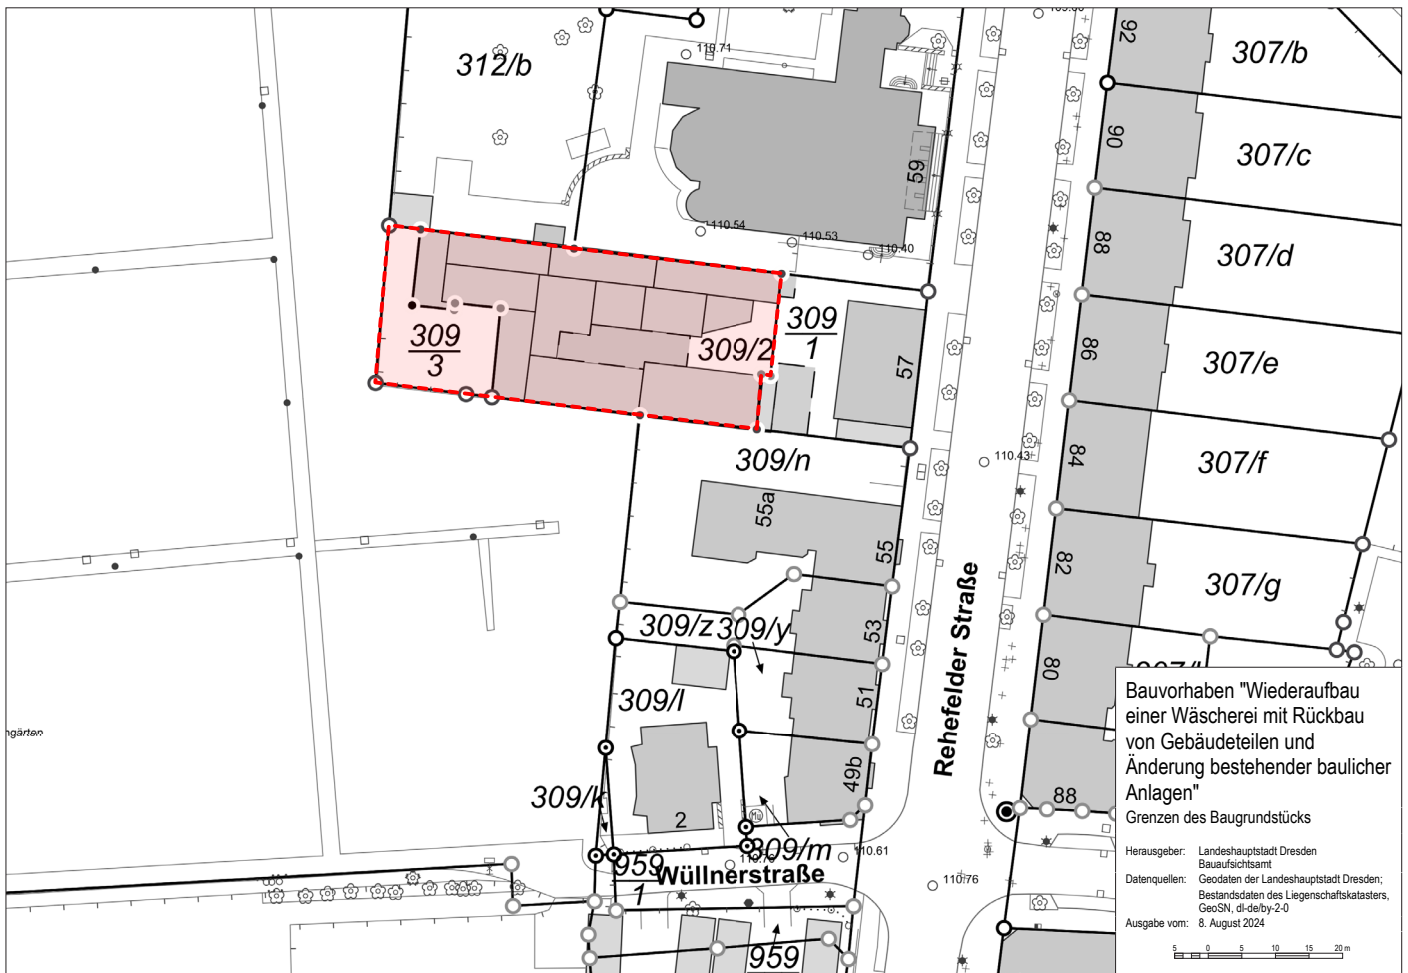 109.60
92
307/b
110.71
312/b
90
307/c
59
110.54
110.53
110.40
88
307/d
309
1
309
3
309/2
57
86
307/e
309/n
110.43
84
307/f
55a
55
82
307/g
309/z
309/y
53
Rehefelder Straße
80
309/l
51
ngärten
49b
309/k
2
Mu
88
309/m
959
1
110.76
110.61
Wüllnerstraße
110.76
959
Bauvorhaben "Wiederaufbau
einer Wäscherei mit Rückbau
von Gebäudeteilen und
Änderung bestehender baulicher
Anlagen"
Grenzen des Baugrundstücks
Herausgeber: Landeshauptstadt Dresden
Bauaufsichtsamt
Datenquellen: Geodaten der Landeshauptstadt Dresden;
Bestandsdaten des Liegenschaftskatasters,
GeoSN, dl-de/by-2-0
Ausgabe vom: 8. August 2024
5 0 5 10 15 20 m